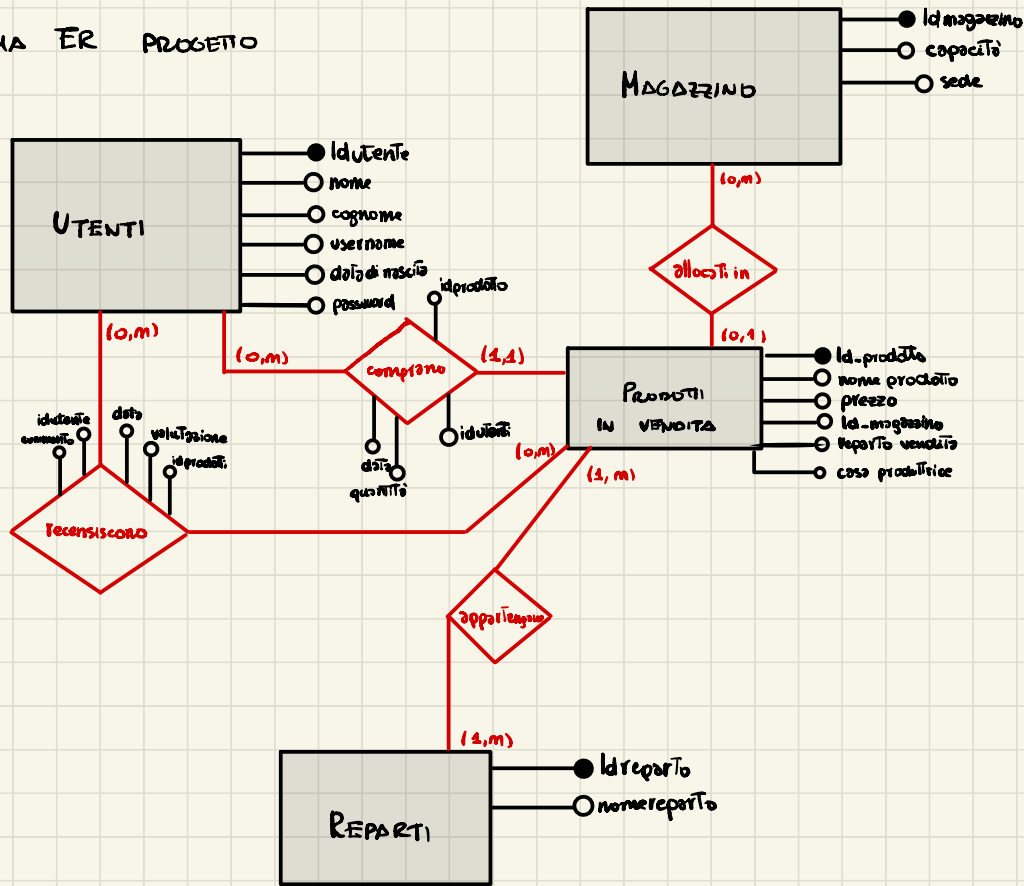 ER PROGETTO
MAGAZZINO
Idmagazzino
capacità
sede
UTENTI
Idutente
nome
cognome
username
data di nascita
password
(0,m)
allocati in
(0,1)
(0,m)
(0,m)
idprodotto
comprano
(1,1)
data
quantità
idutenti
PRODOTTI
IN VENDITA
Id_prodotto
nome prodotto
prezzo
Id_magazzino
reparto vendita
casa produttrice
idutente
commento
data
valutazione
idprodotti
recensiscono
(0,m)
(1,m)
appartengono
(1,m)
REPARTI
Idreparto
nomereparto